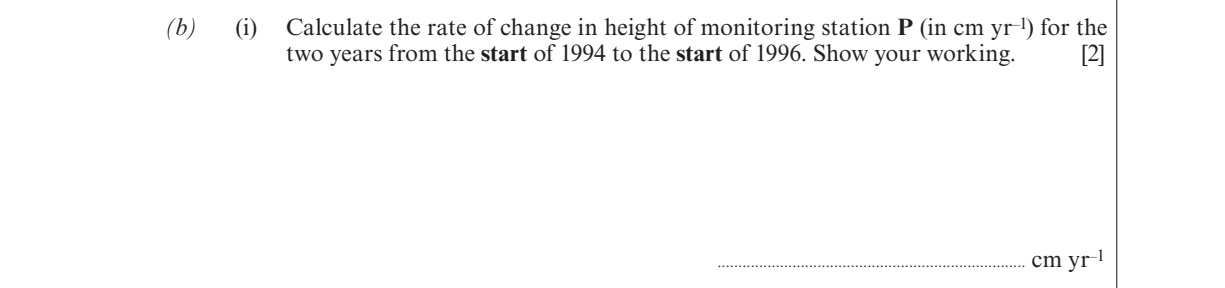 (b) (i) Calculate the rate of change in height of monitoring station P (in cm yr⁻¹) for the
two years from the start of 1994 to the start of 1996. Show your working. [2]
.......................................................................... cm yr⁻¹